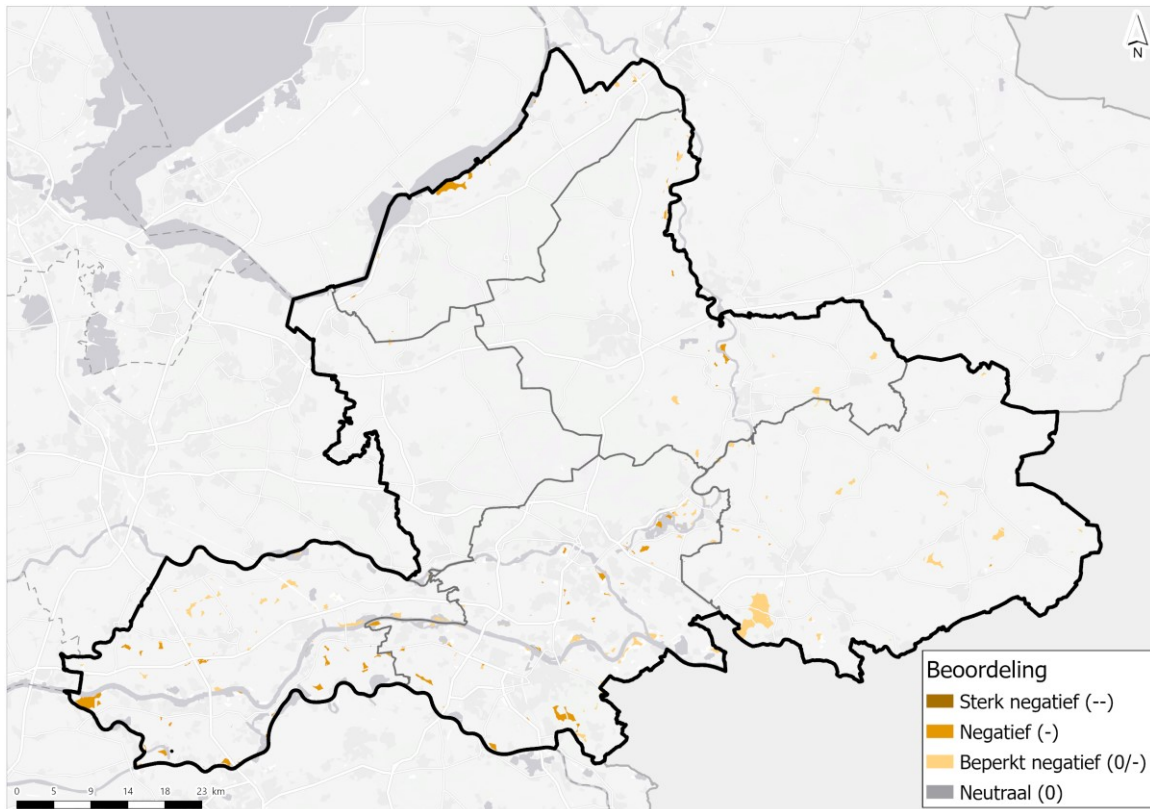 N
Beoordeling
Sterk negatief (--)
Negatief (-)
Beperkt negatief (0/-)
Neutraal (0)
0 5 9 14 18 23 km